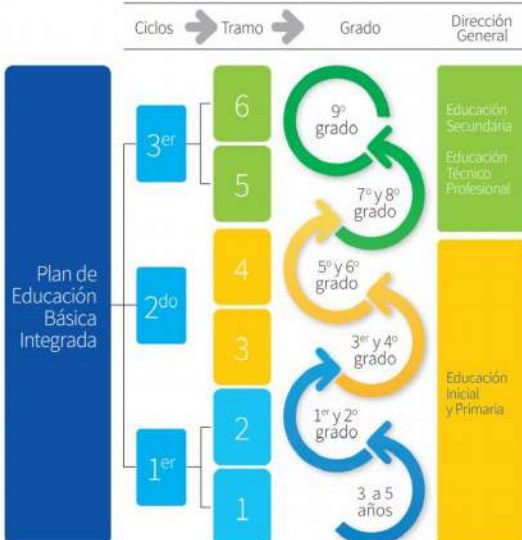 Ciclos
Tramo
Grado
Dirección
General
Plan de
Educación
Básica
Integrada
3er
2do
1er
6
5
4
3
2
1
9º
grado
7º y 8º
grado
5º y 6º
grado
3er y 4º
grado
1er y 2º
grado
3 a 5
años
Educación
Secundaria
Educación
Técnico
Profesional
Educación
Inicial
y Primaria